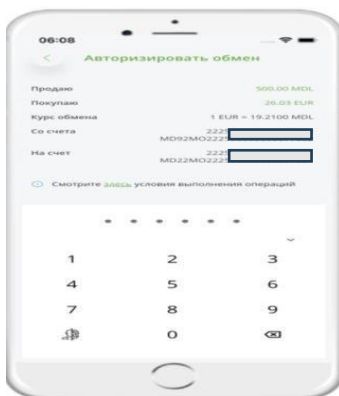 06:08
Авторизировать обмен
Продаю 500.00 MDL
Покупаю 26.03 EUR
Курс обмена 1 EUR = 19.2100 MDL
Со счета 2225
MD92MO2225
На счет 2225
MD22MO2225
Смотрите здесь условия выполнения операций
1 2 3
4 5 6
7 8 9
0